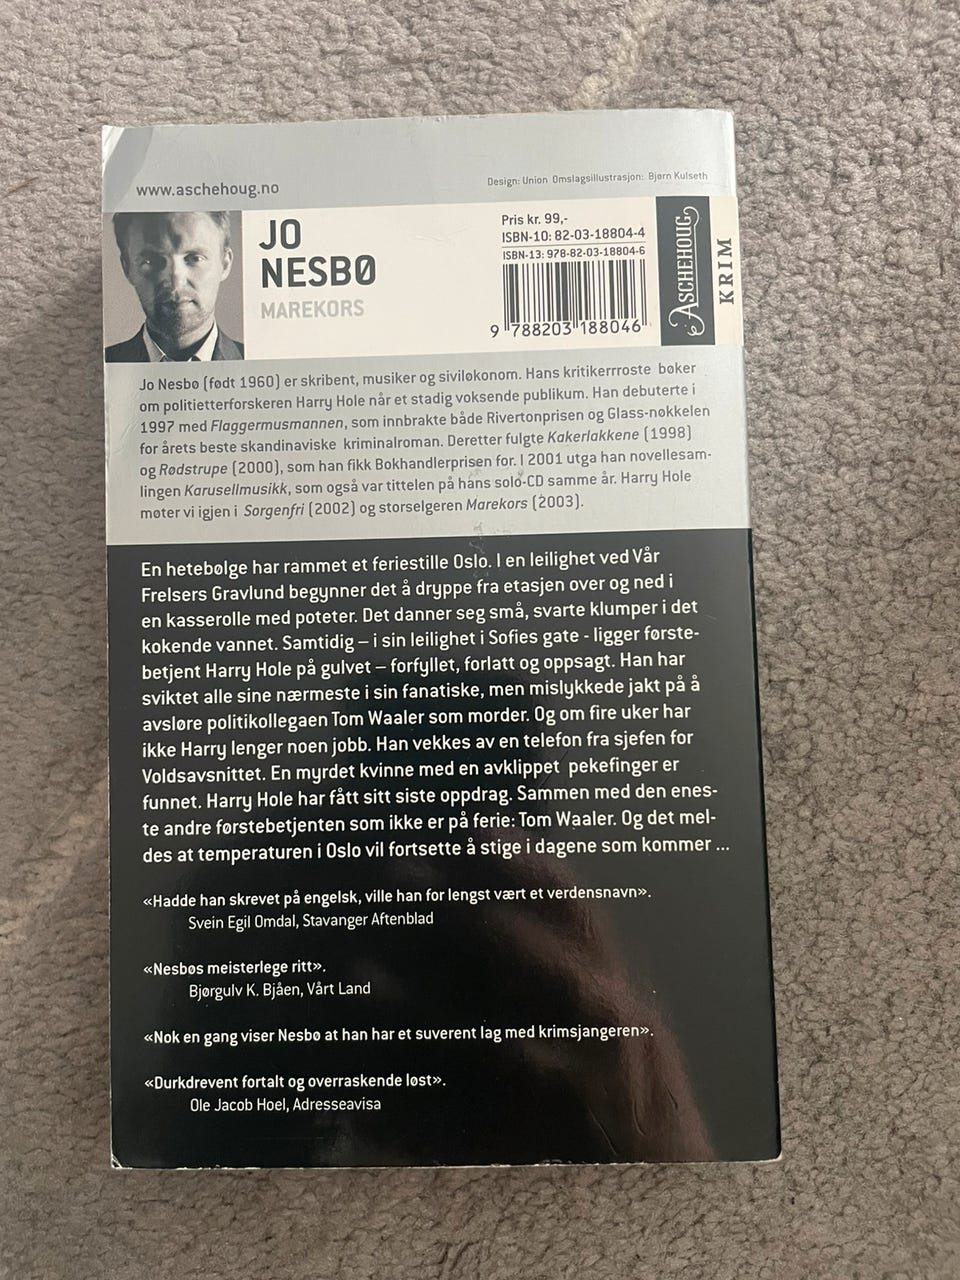 www.aschehoug.no
Design: Union Omslagsillustrasjon: Bjørn Kulseth
JO
NESBØ
MAREKORS
Pris kr. 99,-
ISBN-10: 82-03-18804-4
ISBN-13: 978-82-03-18804-6
9 788203 188046
ASCHEHOUG
KRIM
Jo Nesbø (født 1960) er skribent, musiker og siviløkonom. Hans kritikerrroste bøker
om politietterforskeren Harry Hole når et stadig voksende publikum. Han debuterte i
1997 med Flaggermusmannen, som innbrakte både Rivertonprisen og Glass-nøkkelen
for årets beste skandinaviske kriminalroman. Deretter fulgte Kakerlakkene (1998)
og Rødstrupe (2000), som han fikk Bokhandlerprisen for. I 2001 utga han novellesam-
lingen Karusellmusikk, som også var tittelen på hans solo-CD samme år. Harry Hole
møter vi igjen i Sorgenfri (2002) og storselgeren Marekors (2003).
En hetebølge har rammet et feriestille Oslo. I en leilighet ved Vår
Frelsers Gravlund begynner det å dryppe fra etasjen over og ned i
en kasserolle med poteter. Det danner seg små, svarte klumper i det
kokende vannet. Samtidig – i sin leilighet i Sofies gate - ligger første-
betjent Harry Hole på gulvet – forfyllet, forlatt og oppsagt. Han har
sviktet alle sine nærmeste i sin fanatiske, men mislykkede jakt på å
avsløre politikollegaen Tom Waaler som morder. Og om fire uker har
ikke Harry lenger noen jobb. Han vekkes av en telefon fra sjefen for
Voldsavsnittet. En myrdet kvinne med en avklippet pekefinger er
funnet. Harry Hole har fått sitt siste oppdrag. Sammen med den enes-
te andre førstebetjenten som ikke er på ferie: Tom Waaler. Og det mel-
des at temperaturen i Oslo vil fortsette å stige i dagene som kommer ...
«Hadde han skrevet på engelsk, ville han for lengst vært et verdensnavn».
Svein Egil Omdal, Stavanger Aftenblad
«Nesbøs meisterlege ritt».
Bjørgulv K. Bjåen, Vårt Land
«Nok en gang viser Nesbø at han har et suverent lag med krimsjangeren».
«Durkdrevent fortalt og overraskende løst».
Ole Jacob Hoel, Adresseavisa